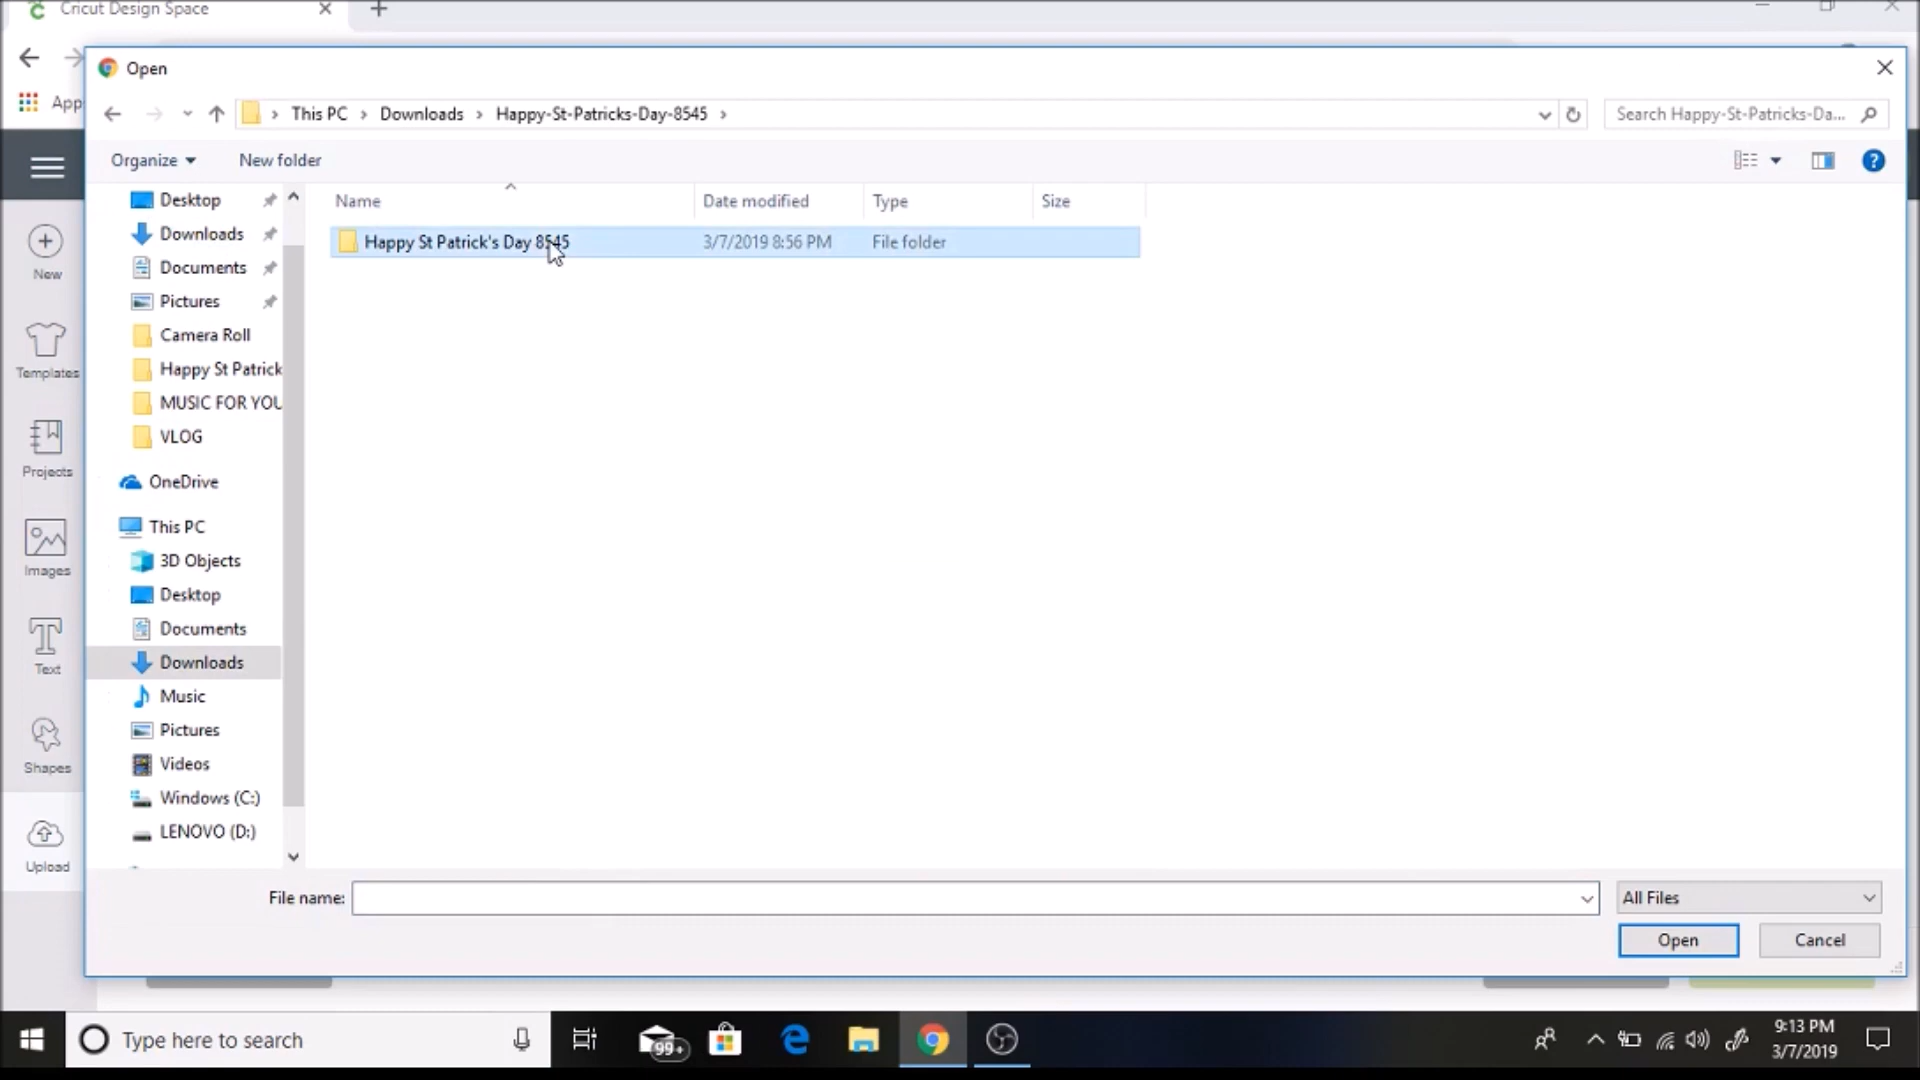 Cricut Design Space
App
Open
This PC
Downloads
Happy-St-Patricks-Day-8545
Search Happy-St-Patricks-Da...
Organize
New folder
?
Name
Date modified
Type
Size
Happy St Patrick's Day 8545
3/7/2019 8:56 PM
File folder
Desktop
Downloads
Documents
Pictures
Camera Roll
Happy St Patrick
MUSIC FOR YOU
VLOG
OneDrive
This PC
3D Objects
Desktop
Documents
Downloads
Music
Pictures
Videos
Windows (C:)
LENOVO (D:)
New
Templates
Projects
Images
Text
Shapes
Upload
File name:
All Files
Open
Cancel
Type here to search
99+
9:13 PM
3/7/2019